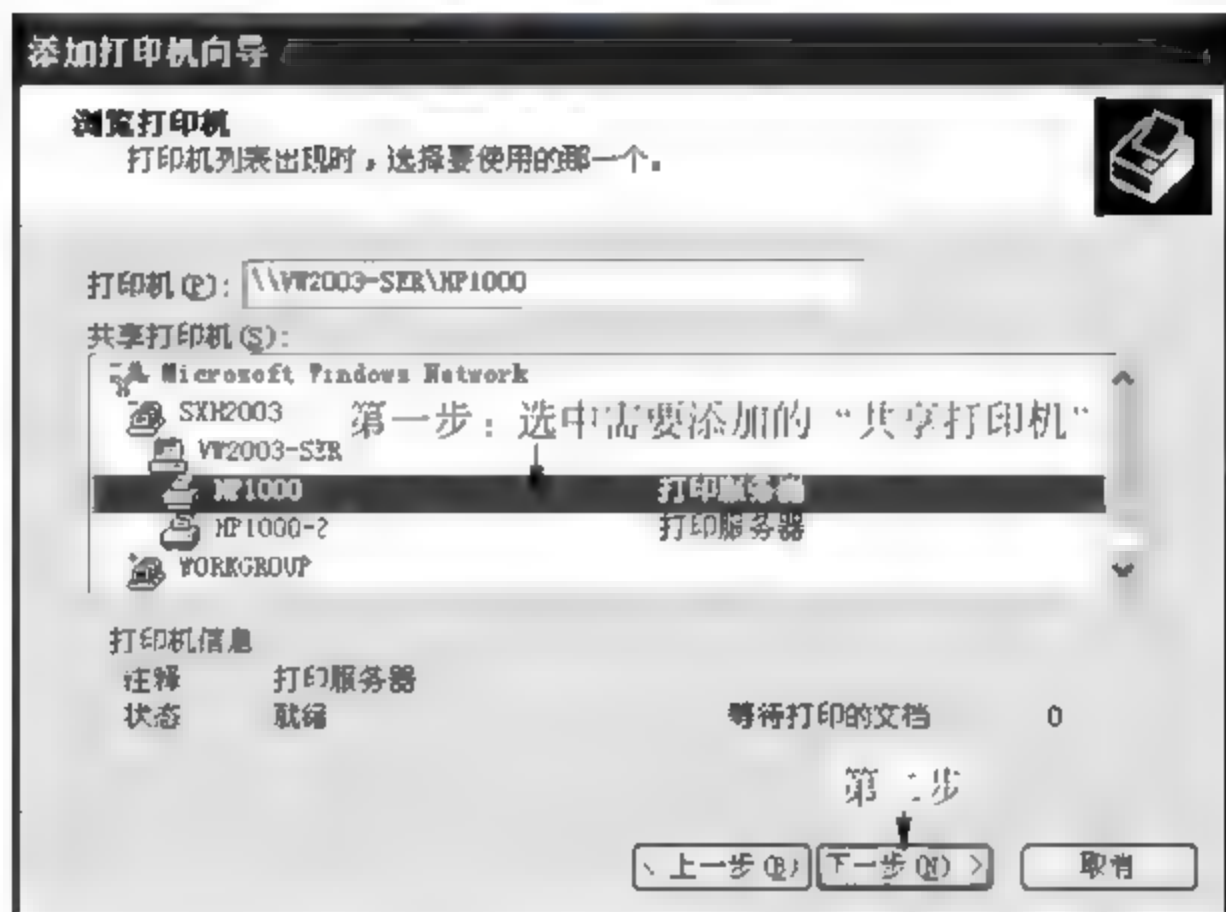 添加打印机向导
浏览打印机
打印机列表出现时，选择要使用的那一个。
打印机(P): \\VW2003-SER\HP1000
共享打印机(S):
Microsoft Windows Network
SXH2003
第一步：选中需要添加的“共享打印机”
VW2003-SER
HP1000 打印服务器
HP1000-2 打印服务器
WORKGROUP
打印机信息
注释 打印服务器
状态 就绪 等待打印的文档 0
第二步
< 上一步(B) 下一步(N) > 取消